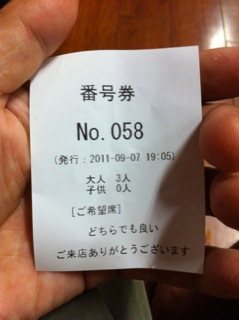 番号券
No.058
(発行：2011-09-07 19:05)
大人 3人
子供 0人
[ご希望席]
どちらでも良い
ご来店ありがとうございます